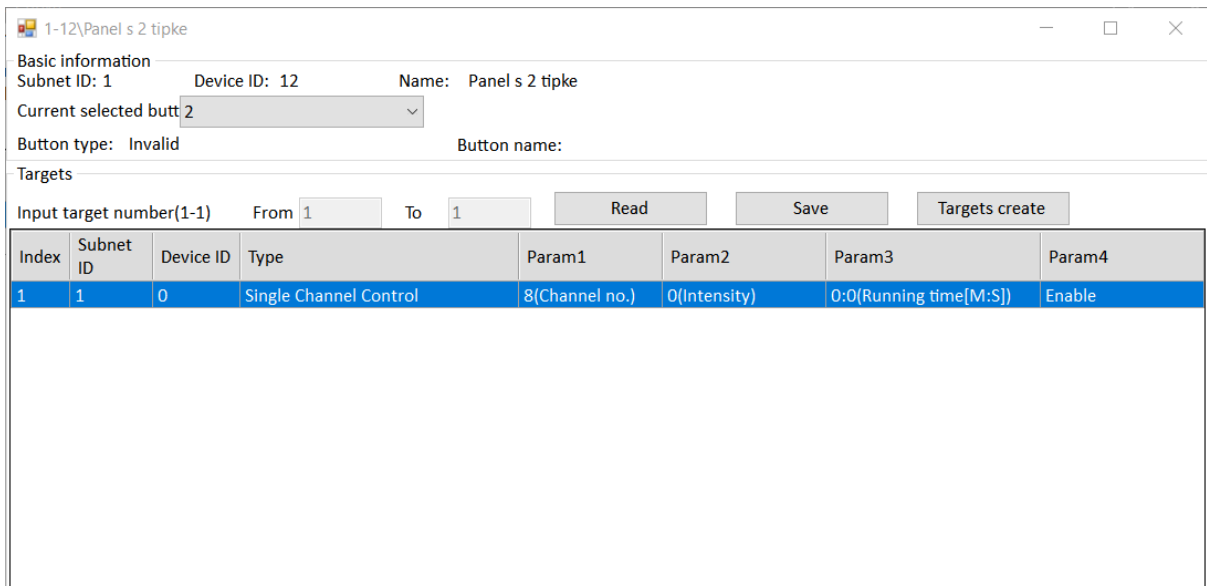 1-12\Panel s 2 tipke
Basic information
Subnet ID: 1 Device ID: 12 Name: Panel s 2 tipke
Current selected butt 2
Button type: Invalid Button name:
Targets
Input target number(1-1) From 1 To 1 Read Save Targets create
Index Subnet ID Device ID Type Param1 Param2 Param3 Param4
1 1 0 Single Channel Control 8(Channel no.) 0(Intensity) 0:0(Running time[M:S]) Enable